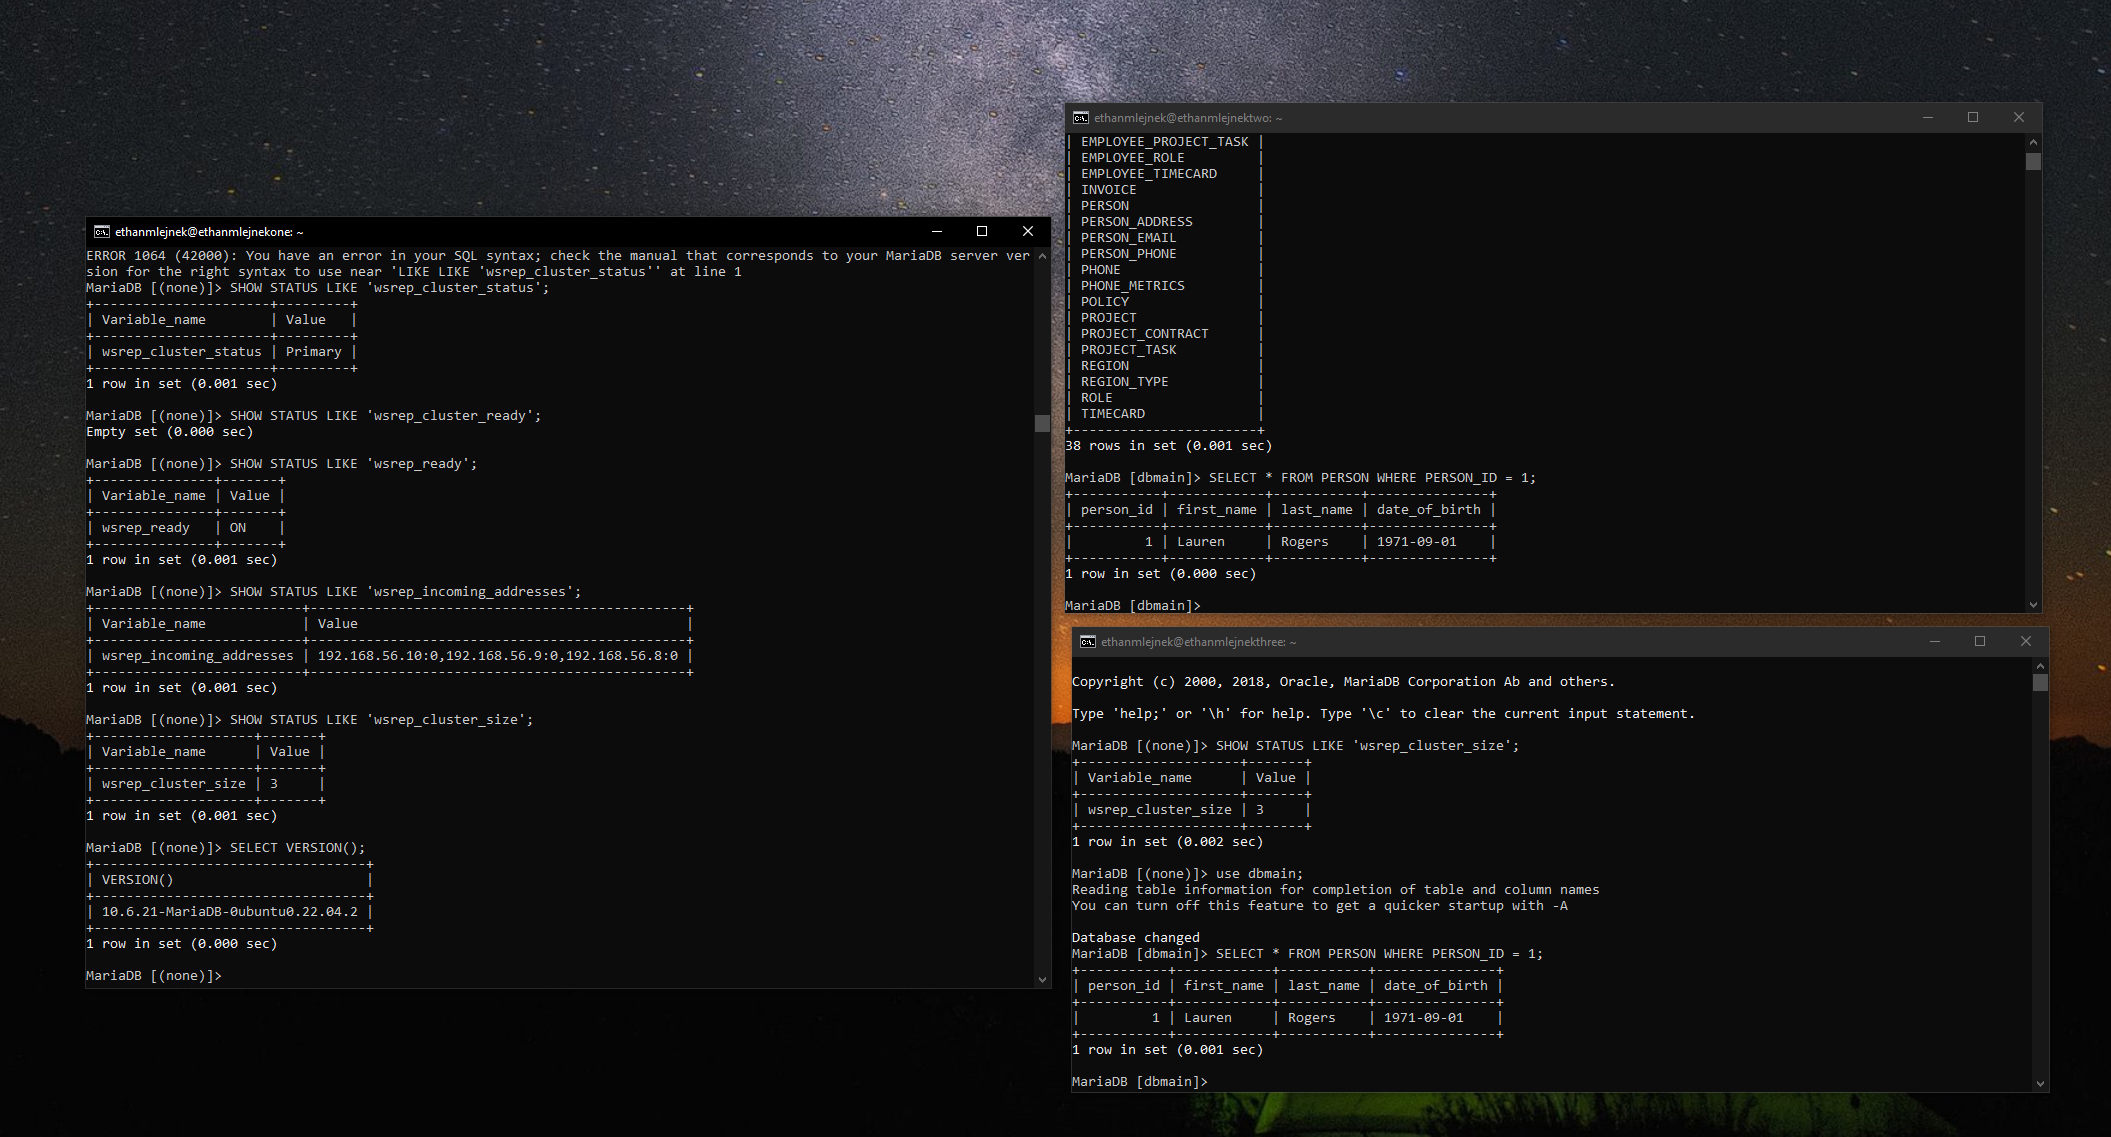 ethanmlejnek@ethanmlejnekone: ~
ERROR 1064 (42000): You have an error in your SQL syntax; check the manual that corresponds to your MariaDB server ver
sion for the right syntax to use near 'LIKE LIKE 'wsrep_cluster_status'' at line 1
MariaDB [(none)]> SHOW STATUS LIKE 'wsrep_cluster_status';
+----------------------+---------+
| Variable_name        | Value   |
+----------------------+---------+
| wsrep_cluster_status | Primary |
+----------------------+---------+
1 row in set (0.001 sec)
MariaDB [(none)]> SHOW STATUS LIKE 'wsrep_cluster_ready';
Empty set (0.000 sec)
MariaDB [(none)]> SHOW STATUS LIKE 'wsrep_ready';
+---------------+-------+
| Variable_name | Value |
+---------------+-------+
| wsrep_ready   | ON    |
+---------------+-------+
1 row in set (0.001 sec)
MariaDB [(none)]> SHOW STATUS LIKE 'wsrep_incoming_addresses';
+--------------------------+-----------------------------------------------+
| Variable_name            | Value                                         |
+--------------------------+-----------------------------------------------+
| wsrep_incoming_addresses | 192.168.56.10:0,192.168.56.9:0,192.168.56.8:0 |
+--------------------------+-----------------------------------------------+
1 row in set (0.001 sec)
MariaDB [(none)]> SHOW STATUS LIKE 'wsrep_cluster_size';
+--------------------+-------+
| Variable_name      | Value |
+--------------------+-------+
| wsrep_cluster_size | 3     |
+--------------------+-------+
1 row in set (0.001 sec)
MariaDB [(none)]> SELECT VERSION();
+----------------------------------+
| VERSION()                        |
+----------------------------------+
| 10.6.21-MariaDB-0ubuntu0.22.04.2 |
+----------------------------------+
1 row in set (0.000 sec)
MariaDB [(none)]>
ethanmlejnek@ethanmlejnektwo: ~
| EMPLOYEE_PROJECT_TASK |
| EMPLOYEE_ROLE         |
| EMPLOYEE_TIMECARD     |
| INVOICE               |
| PERSON                |
| PERSON_ADDRESS        |
| PERSON_EMAIL          |
| PERSON_PHONE          |
| PHONE                 |
| PHONE_METRICS         |
| POLICY                |
| PROJECT               |
| PROJECT_CONTRACT      |
| PROJECT_TASK          |
| REGION                |
| REGION_TYPE           |
| ROLE                  |
| TIMECARD              |
+-----------------------+
38 rows in set (0.001 sec)
MariaDB [dbmain]> SELECT * FROM PERSON WHERE PERSON_ID = 1;
+-----------+------------+-----------+---------------+
| person_id | first_name | last_name | date_of_birth |
+-----------+------------+-----------+---------------+
|         1 | Lauren     | Rogers    | 1971-09-01    |
+-----------+------------+-----------+---------------+
1 row in set (0.000 sec)
MariaDB [dbmain]>
ethanmlejnek@ethanmlejnekthree: ~
Copyright (c) 2000, 2018, Oracle, MariaDB Corporation Ab and others.
Type 'help;' or '\h' for help. Type '\c' to clear the current input statement.
MariaDB [(none)]> SHOW STATUS LIKE 'wsrep_cluster_size';
+--------------------+-------+
| Variable_name      | Value |
+--------------------+-------+
| wsrep_cluster_size | 3     |
+--------------------+-------+
1 row in set (0.002 sec)
MariaDB [(none)]> use dbmain;
Reading table information for completion of table and column names
You can turn off this feature to get a quicker startup with -A
Database changed
MariaDB [dbmain]> SELECT * FROM PERSON WHERE PERSON_ID = 1;
+-----------+------------+-----------+---------------+
| person_id | first_name | last_name | date_of_birth |
+-----------+------------+-----------+---------------+
|         1 | Lauren     | Rogers    | 1971-09-01    |
+-----------+------------+-----------+---------------+
1 row in set (0.001 sec)
MariaDB [dbmain]>